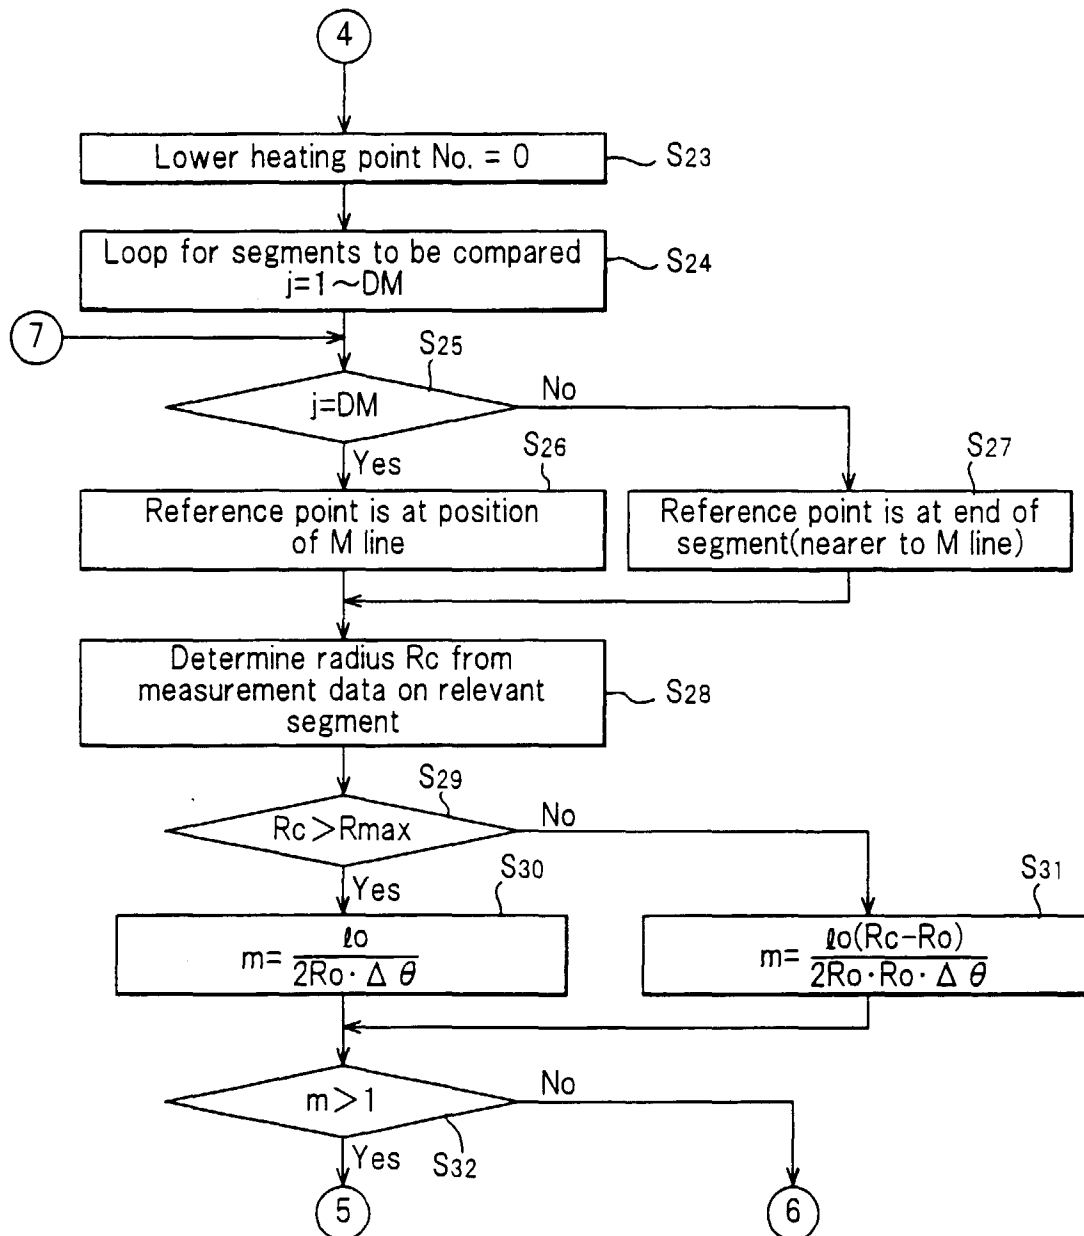 4
Lower heating point No. = 0
S23
Loop for segments to be compared
j=1~DM
S24
7
S25
j=DM
No
Yes
S26
S27
Reference point is at position
of M line
Reference point is at end of
segment(nearer to M line)
Determine radius Rc from
measurement data on relevant
segment
S28
S29
Rc>Rmax
No
Yes
S30
S31
m= ℓo / 2Ro· Δ θ
m= ℓo(Rc-Ro) / 2Ro·Ro· Δ θ
m>1
No
Yes
S32
5
6